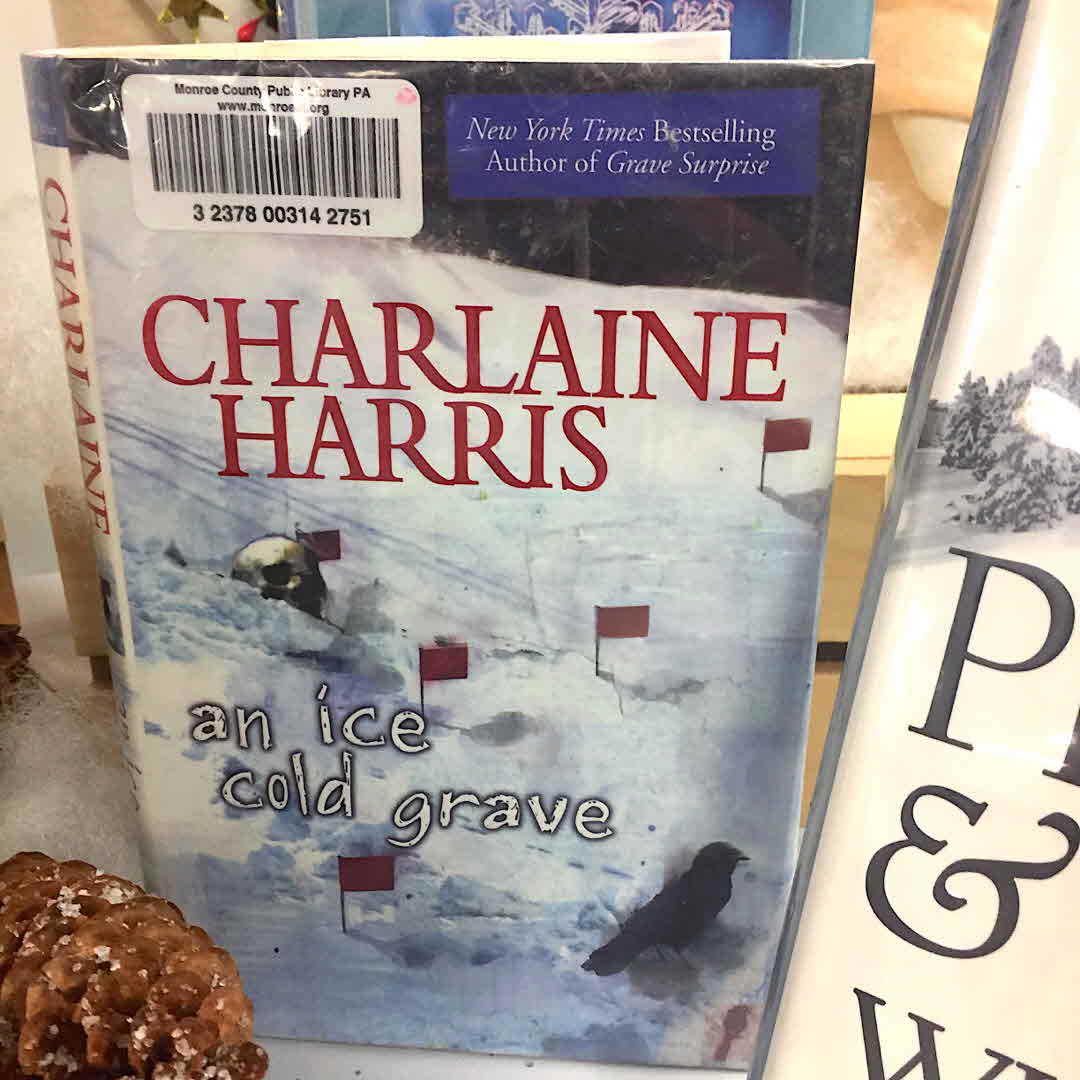 Monroe County Public Library PA
3 2378 00314 2751
New York Times Bestselling
Author of Grave Surprise
CHARLAINE
HARRIS
CHARLAINE
an ice
cold grave
P
&
W